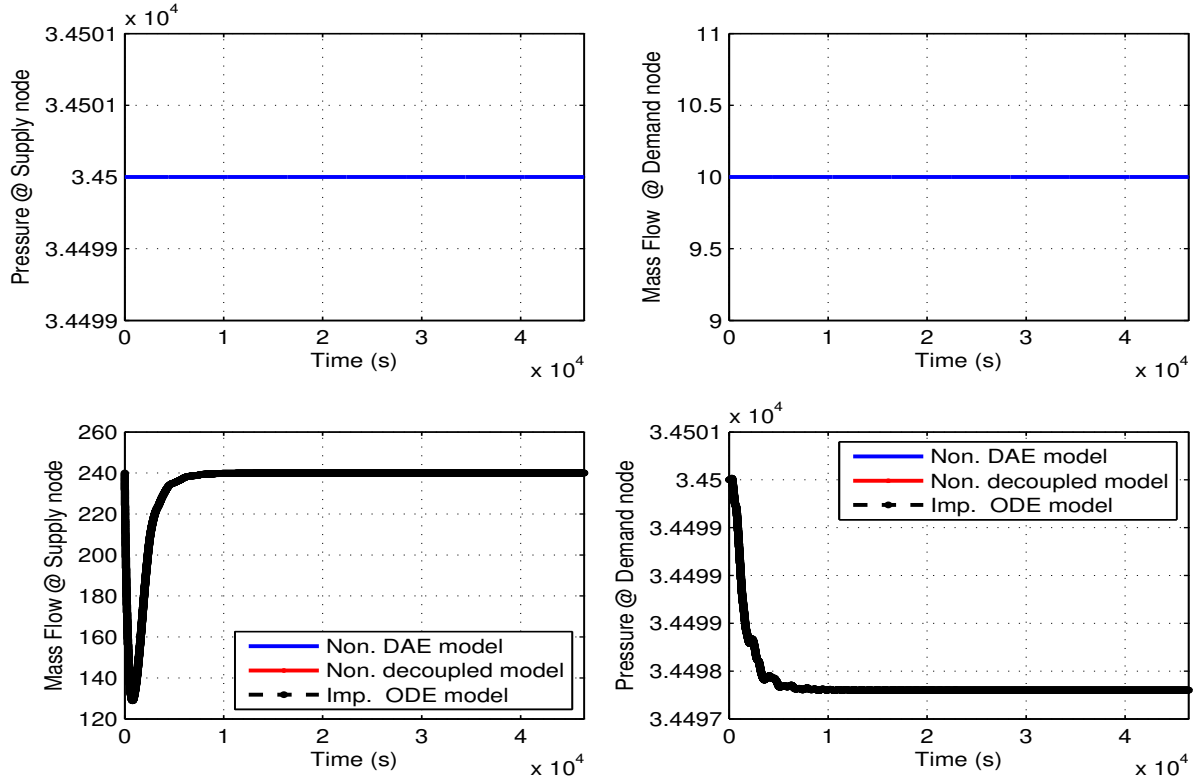 x 10^4
3.4501
3.4501
3.45
3.4499
3.4499
Pressure @ Supply node
0 1 2 3 4
Time (s)
x 10^4
11
10.5
10
9.5
9
Mass Flow @ Demand node
0 1 2 3 4
Time (s)
x 10^4
260
240
220
200
180
160
140
120
Mass Flow @ Supply node
Non. DAE model
Non. decoupled model
Imp. ODE model
0 1 2 3 4
Time (s)
x 10^4
x 10^4
3.4501
3.45
3.4499
3.4499
3.4499
3.4498
3.4497
Pressure @ Demand node
Non. DAE model
Non. decoupled model
Imp. ODE model
0 1 2 3 4
Time (s)
x 10^4